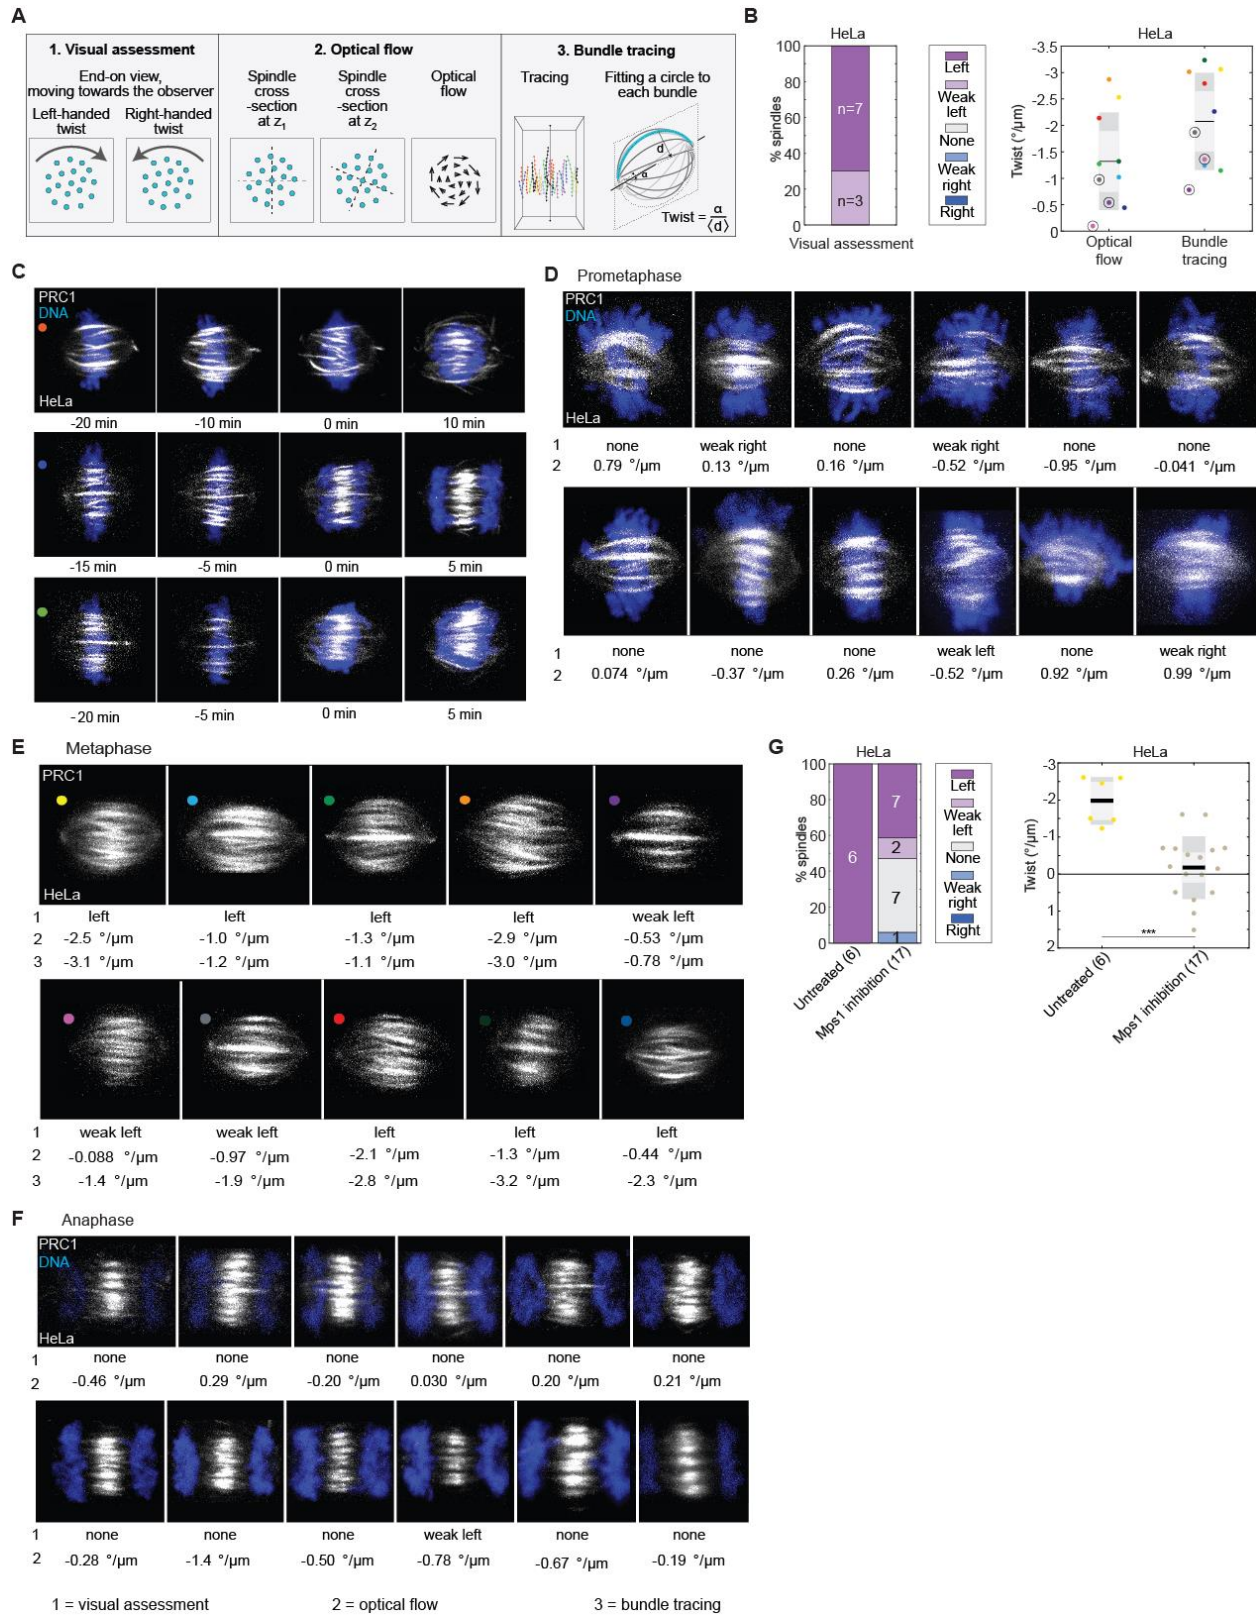 A
1. Visual assessment
End-on view,
moving towards the observer
Left-handed
twist
Right-handed
twist
2. Optical flow
Spindle
cross
-section
at z1
Spindle
cross
-section
at z2
Optical
flow
3. Bundle tracing
Tracing
Fitting a circle to
each bundle
d
α
Twist = α/⟨d⟩
B
HeLa
% spindles
100
80
60
40
20
0
n=7
n=3
Visual assessment
Left
Weak
left
None
Weak
right
Right
HeLa
Twist (°/µm)
-3.5
-3
-2.5
-2
-1.5
-1
-0.5
0
Optical
flow
Bundle
tracing
C
PRC1
DNA
HeLa
-20 min
-10 min
0 min
10 min
-15 min
-5 min
0 min
5 min
-20 min
-5 min
0 min
5 min
D
Prometaphase
PRC1
DNA
HeLa
1 none weak right none weak right none none
2 0.79 °/µm 0.13 °/µm 0.16 °/µm -0.52 °/µm -0.95 °/µm -0.041 °/µm
1 none none none weak left none weak right
2 0.074 °/µm -0.37 °/µm 0.26 °/µm -0.52 °/µm 0.92 °/µm 0.99 °/µm
E
Metaphase
PRC1
HeLa
1 left left left left weak left
2 -2.5 °/µm -1.0 °/µm -1.3 °/µm -2.9 °/µm -0.53 °/µm
3 -3.1 °/µm -1.2 °/µm -1.1 °/µm -3.0 °/µm -0.78 °/µm
1 weak left weak left left left left
2 -0.088 °/µm -0.97 °/µm -2.1 °/µm -1.3 °/µm -0.44 °/µm
3 -1.4 °/µm -1.9 °/µm -2.8 °/µm -3.2 °/µm -2.3 °/µm
G
HeLa
% spindles
100
80
60
40
20
0
6
7
2
7
1
Untreated (6)
Mps1 inhibition (17)
Left
Weak
left
None
Weak
right
Right
HeLa
Twist (°/µm)
-3
-2
-1
0
1
2
***
Untreated (6)
Mps1 inhibition (17)
F
Anaphase
PRC1
DNA
HeLa
1 none none none none none none
2 -0.46 °/µm 0.29 °/µm -0.20 °/µm 0.030 °/µm 0.20 °/µm 0.21 °/µm
1 none none none weak left none none
2 -0.28 °/µm -1.4 °/µm -0.50 °/µm -0.78 °/µm -0.67 °/µm -0.19 °/µm
1 = visual assessment 2 = optical flow 3 = bundle tracing